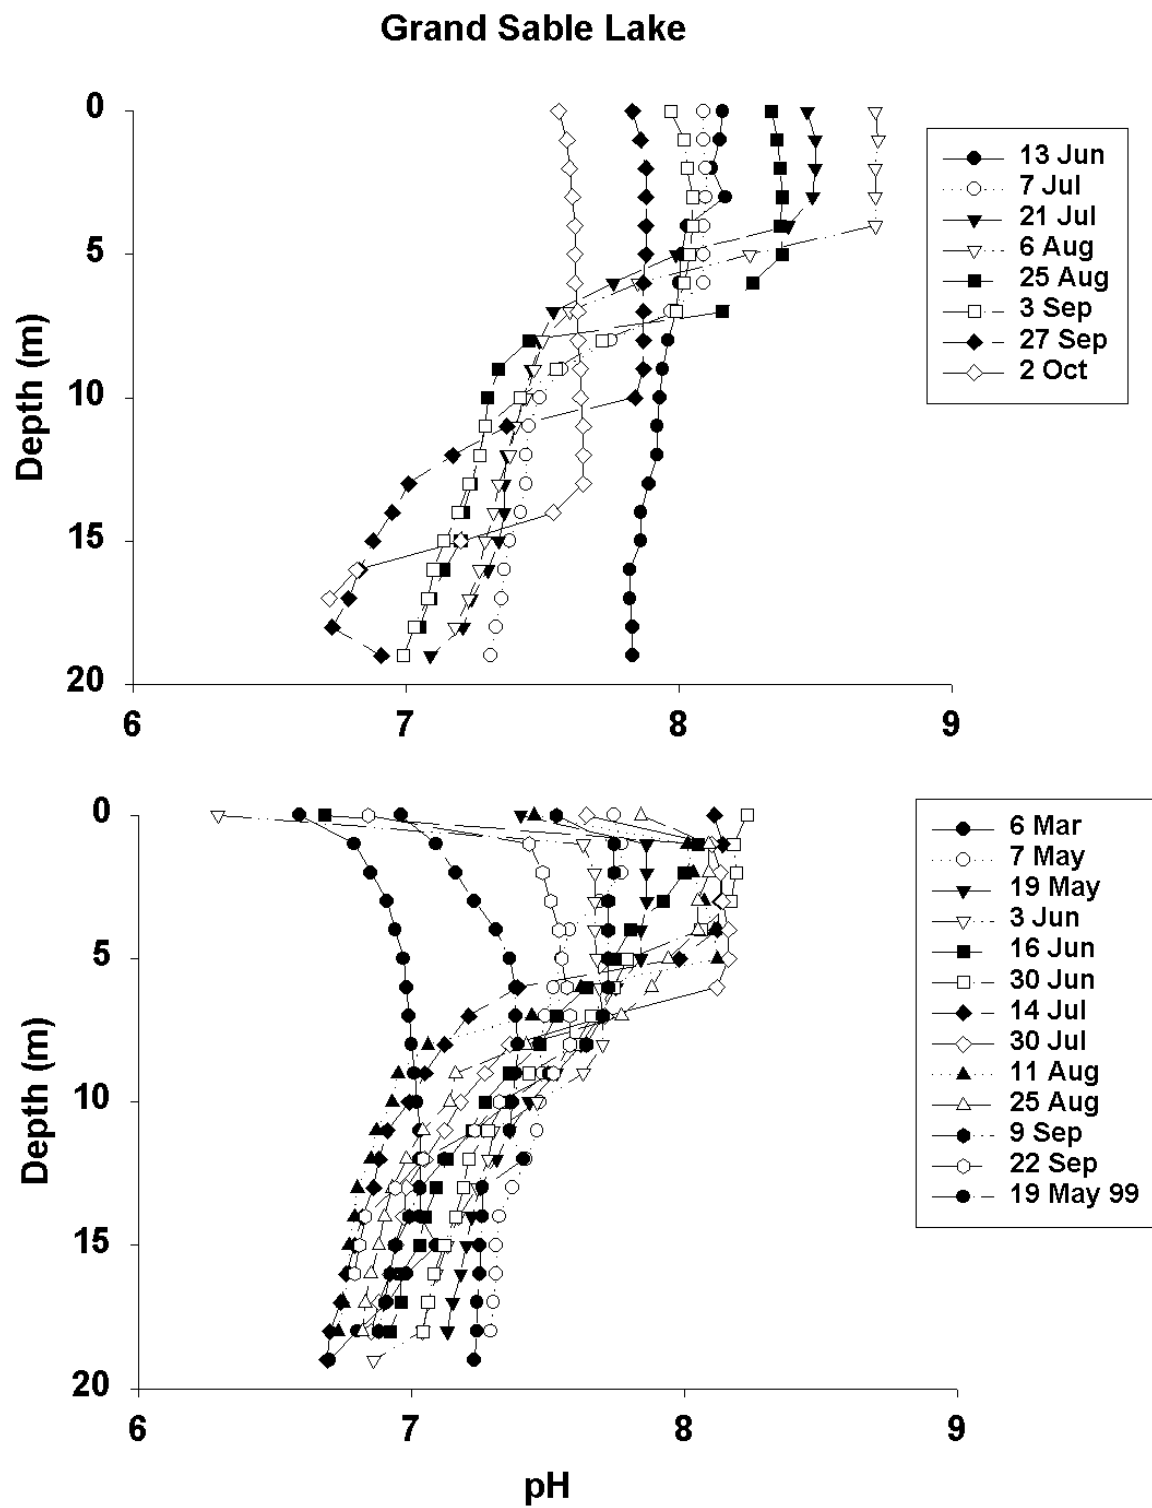 Grand Sable Lake
0
5
10
15
20
Depth (m)
6
7
8
9
13 Jun
7 Jul
21 Jul
6 Aug
25 Aug
3 Sep
27 Sep
2 Oct
0
5
10
15
20
Depth (m)
6
7
8
9
pH
6 Mar
7 May
19 May
3 Jun
16 Jun
30 Jun
14 Jul
30 Jul
11 Aug
25 Aug
9 Sep
22 Sep
19 May 99